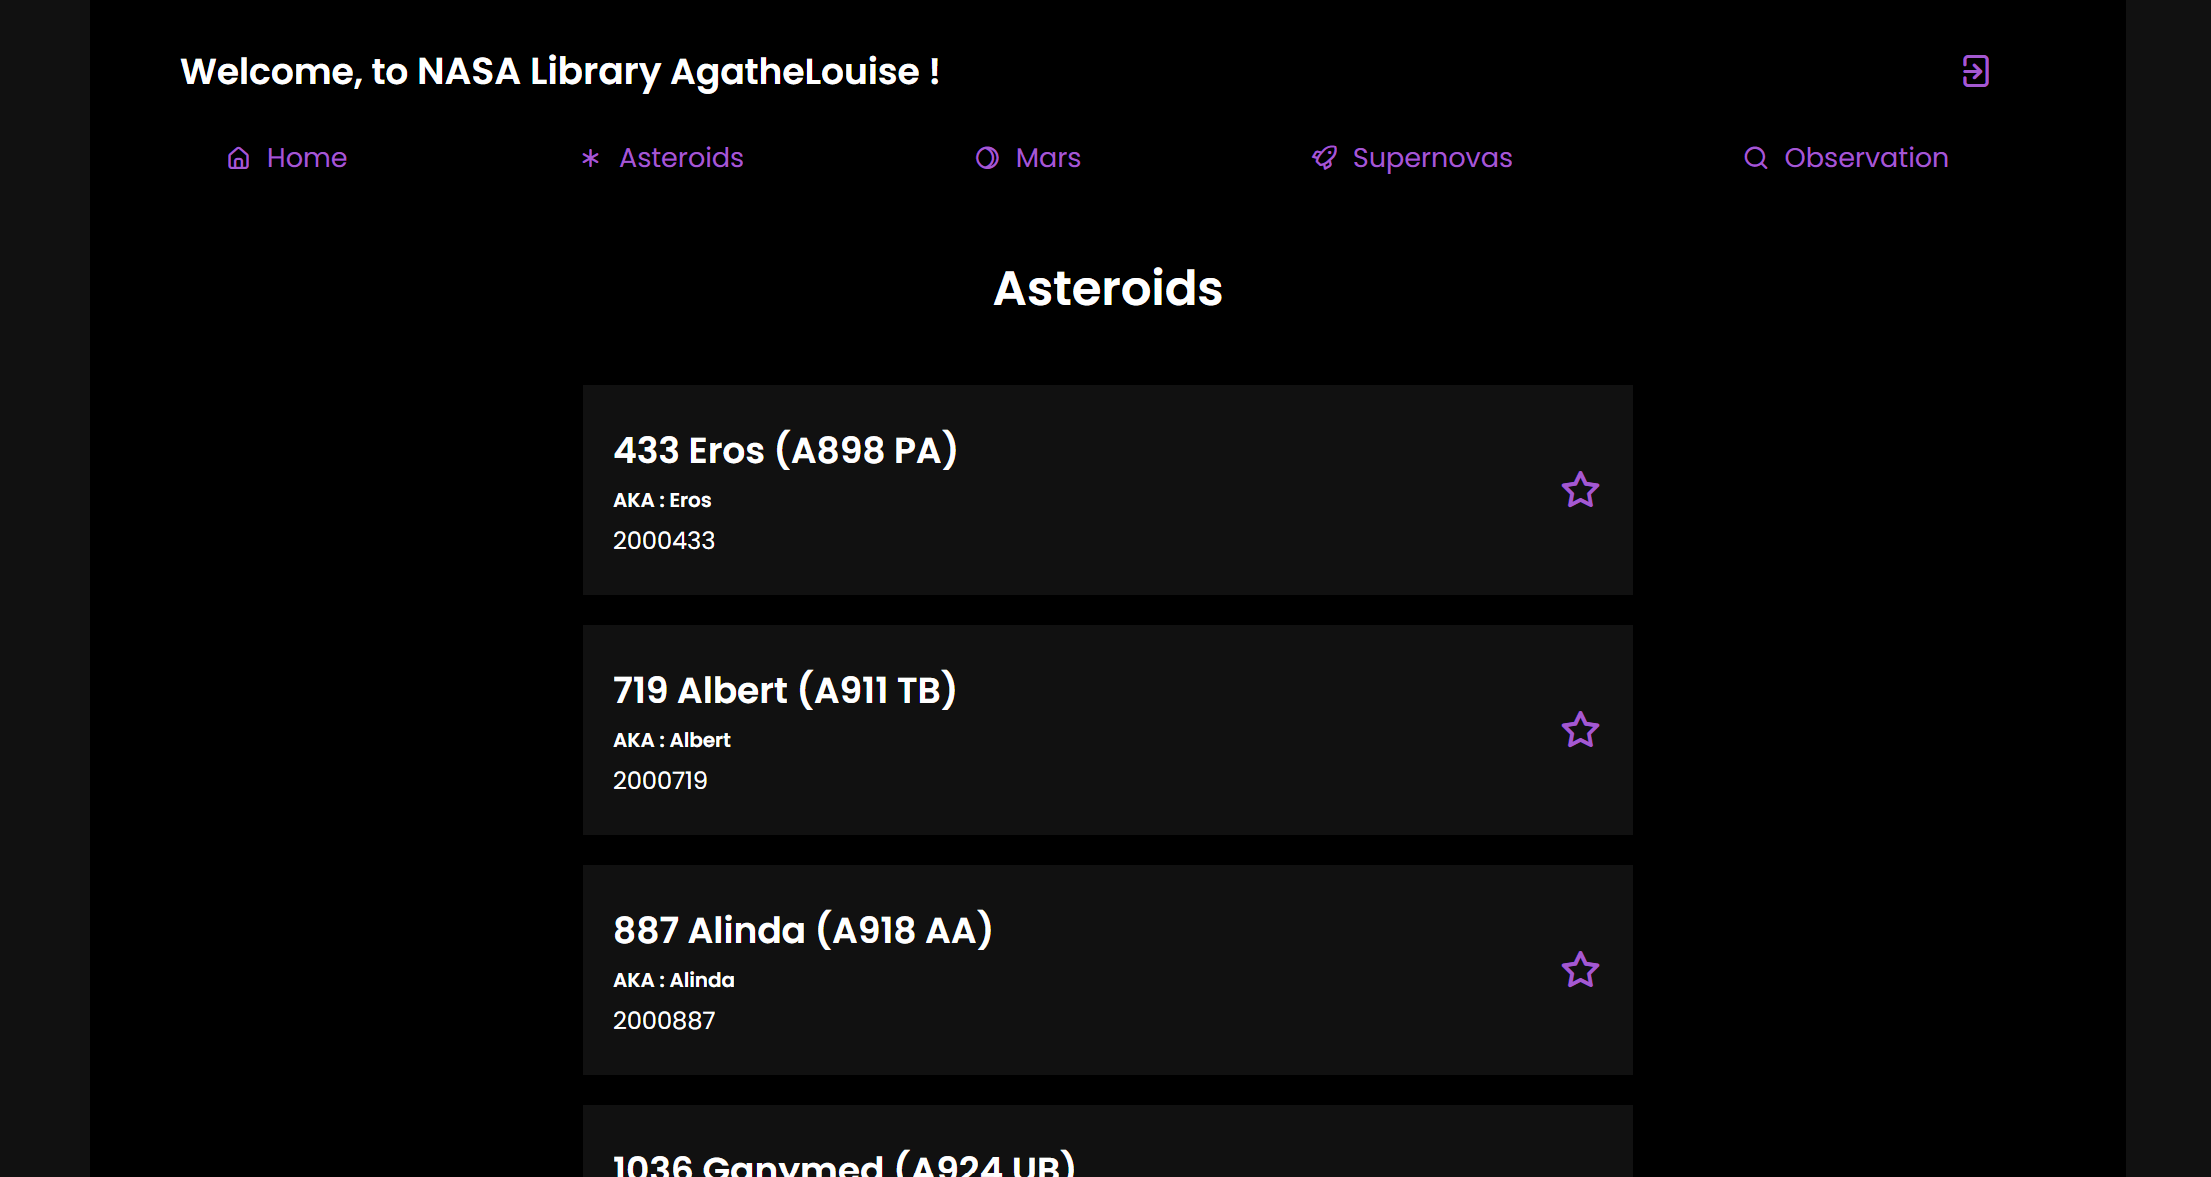 Welcome, to NASA Library AgatheLouise !
Home Asteroids Mars Supernovas Observation
Asteroids
433 Eros (A898 PA)
AKA : Eros
2000433
719 Albert (A911 TB)
AKA : Albert
2000719
887 Alinda (A918 AA)
AKA : Alinda
2000887
1036 Ganymed (A924 UB)